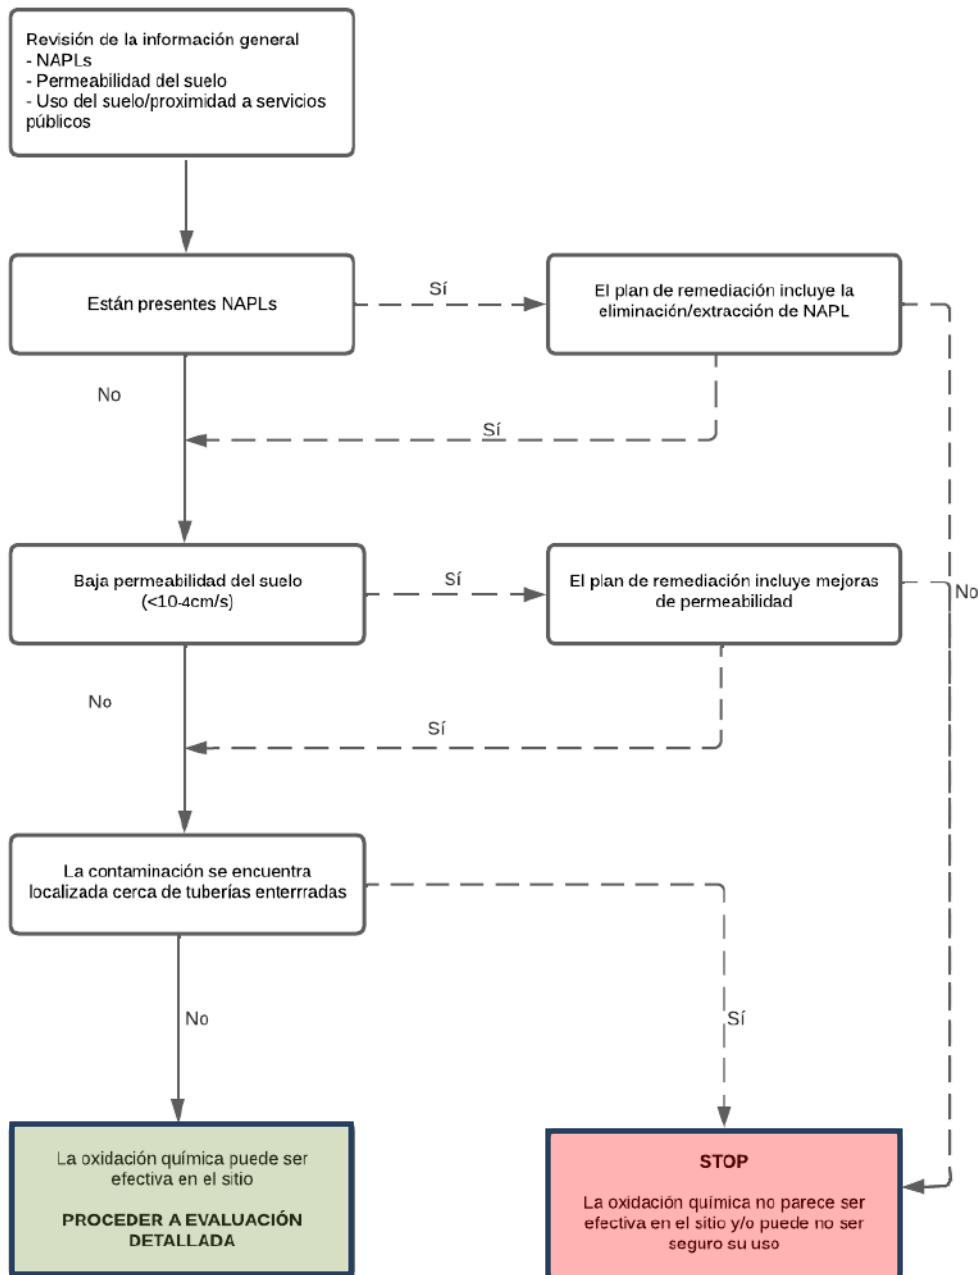 Revisión de la información general
- NAPLs
- Permeabilidad del suelo
- Uso del suelo/proximidad a servicios
públicos
Están presentes NAPLs
Sí
El plan de remediación incluye la
eliminación/extracción de NAPL
No
Sí
Baja permeabilidad del suelo
(<10-4cm/s)
Sí
El plan de remediación incluye mejoras
de permeabilidad
No
No
Sí
La contaminación se encuentra
localizada cerca de tuberías enterrradas
No
Sí
La oxidación química puede ser
efectiva en el sitio
PROCEDER A EVALUACIÓN
DETALLADA
STOP
La oxidación química no parece ser
efectiva en el sitio y/o puede no ser
seguro su uso